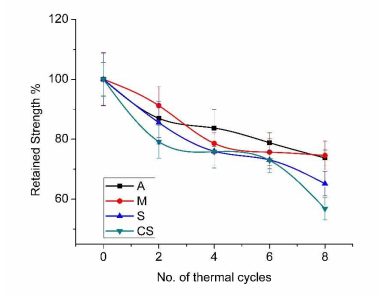 120
100
80
60
Retained Strength %
A
M
S
CS
0 2 4 6 8
No. of thermal cycles